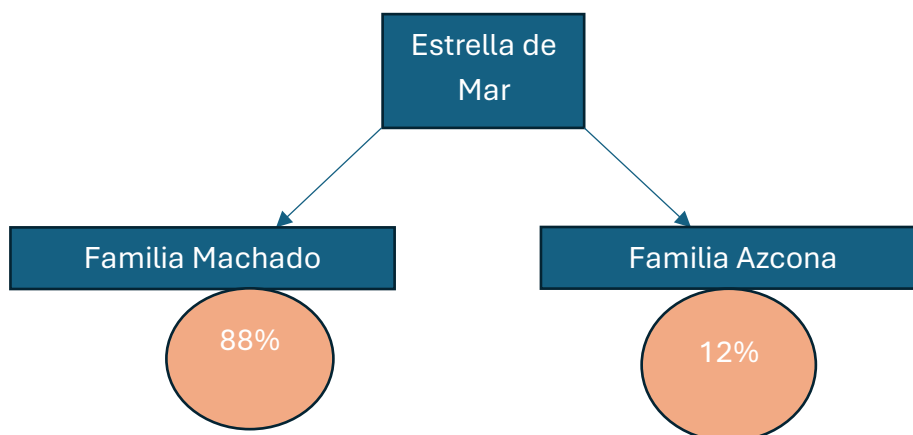 Estrella de
Mar
Familia Machado
Familia Azcona
88%
12%